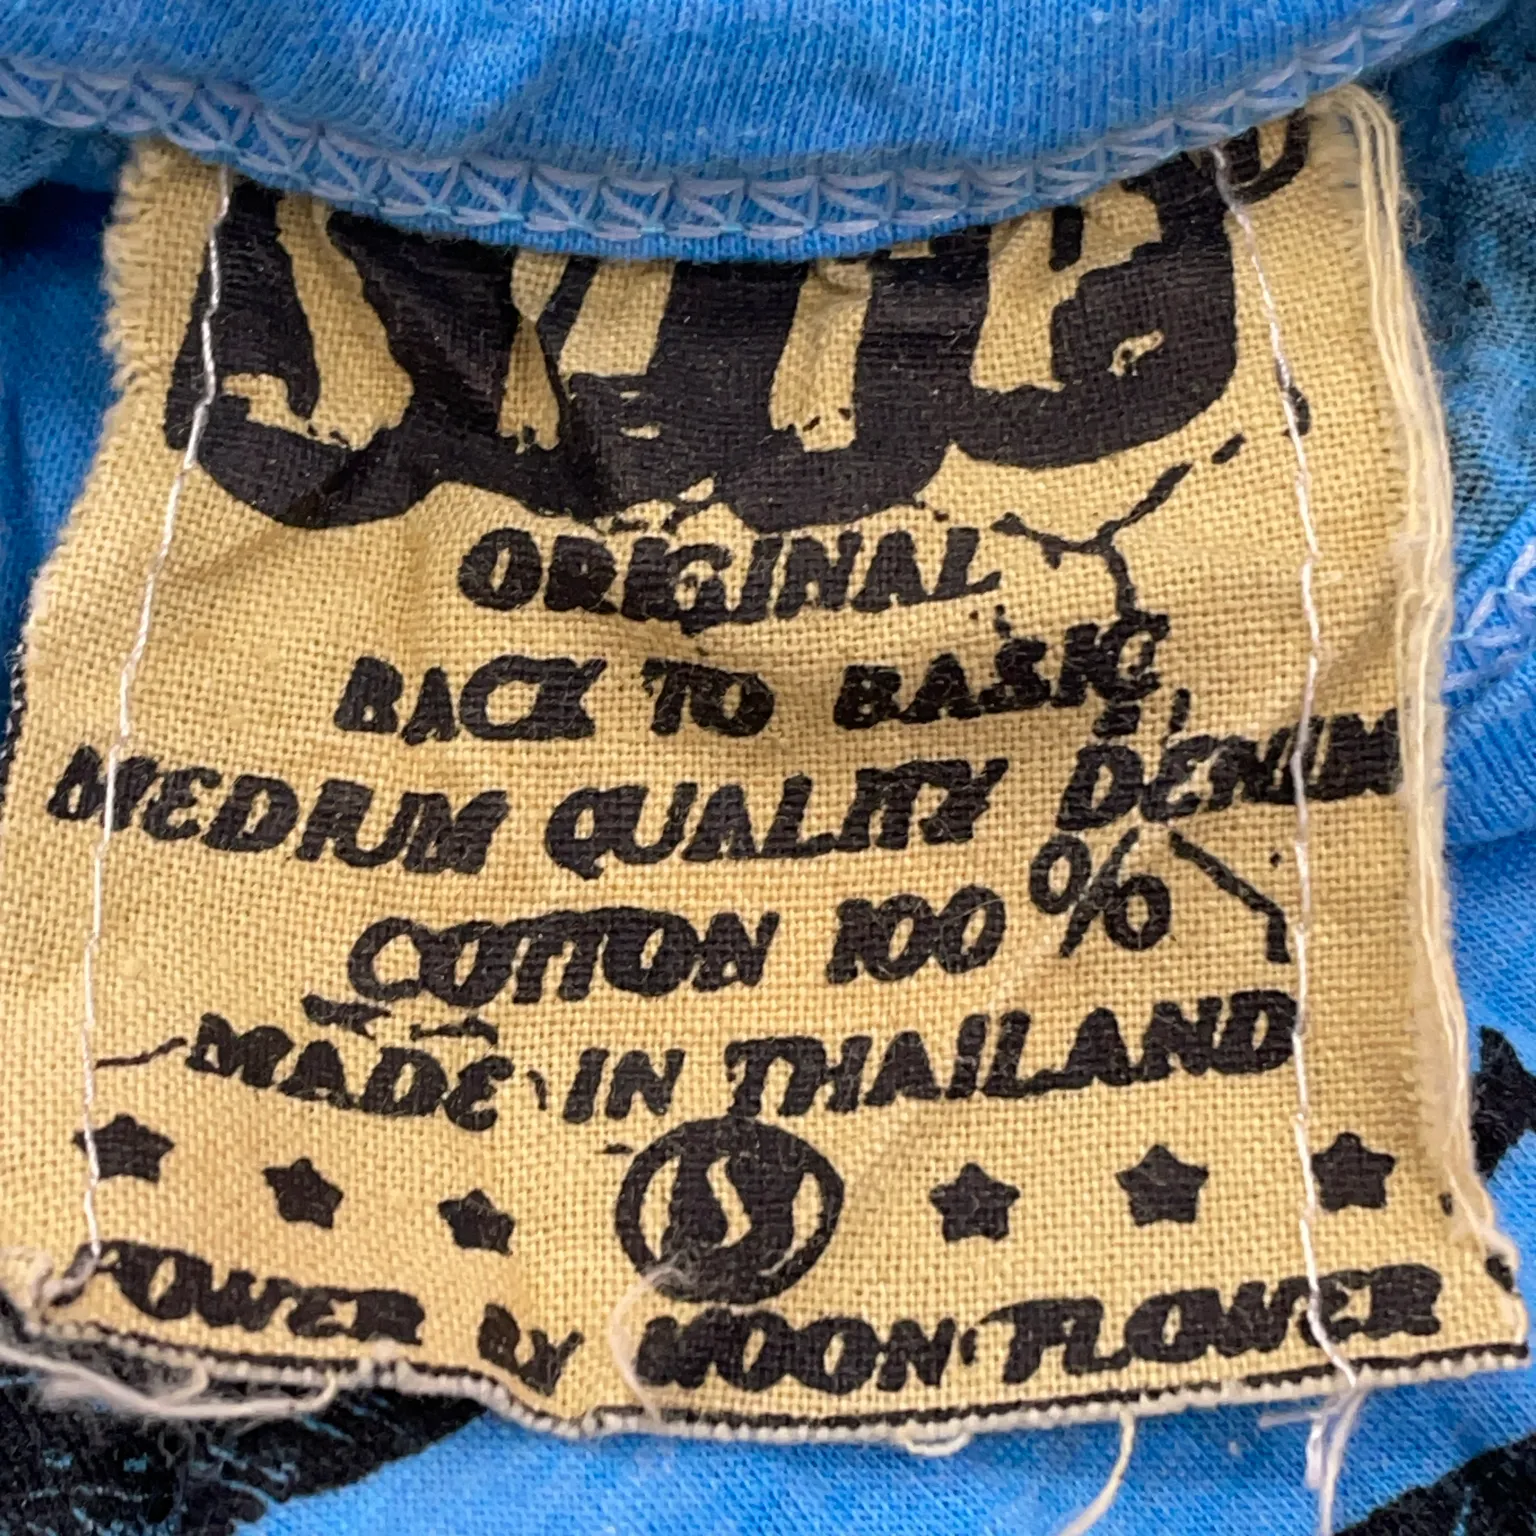 ORIGINAL
BACK TO BASIC
MEDIUM QUALITY DENIM
COTTON 100%
MADE IN THAILAND
S
POWER BY MOON FLOWER